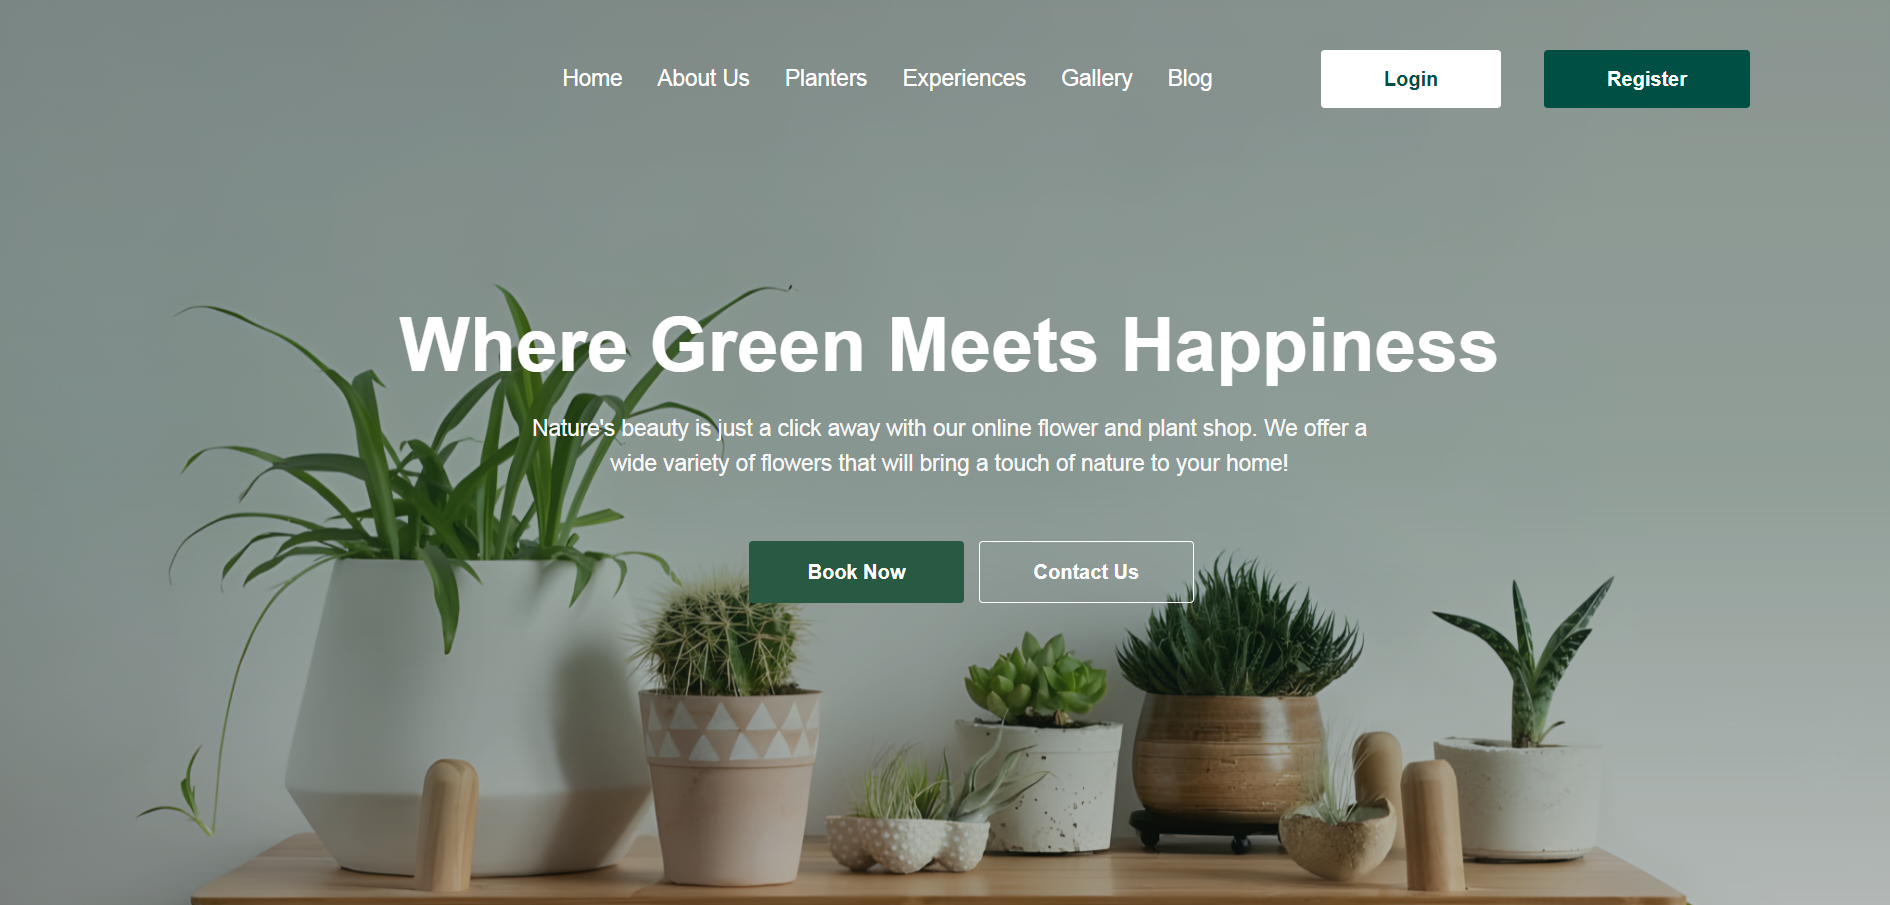 Home About Us Planters Experiences Gallery Blog Login Register
Where Green Meets Happiness
Nature's beauty is just a click away with our online flower and plant shop. We offer a
wide variety of flowers that will bring a touch of nature to your home!
Book Now Contact Us